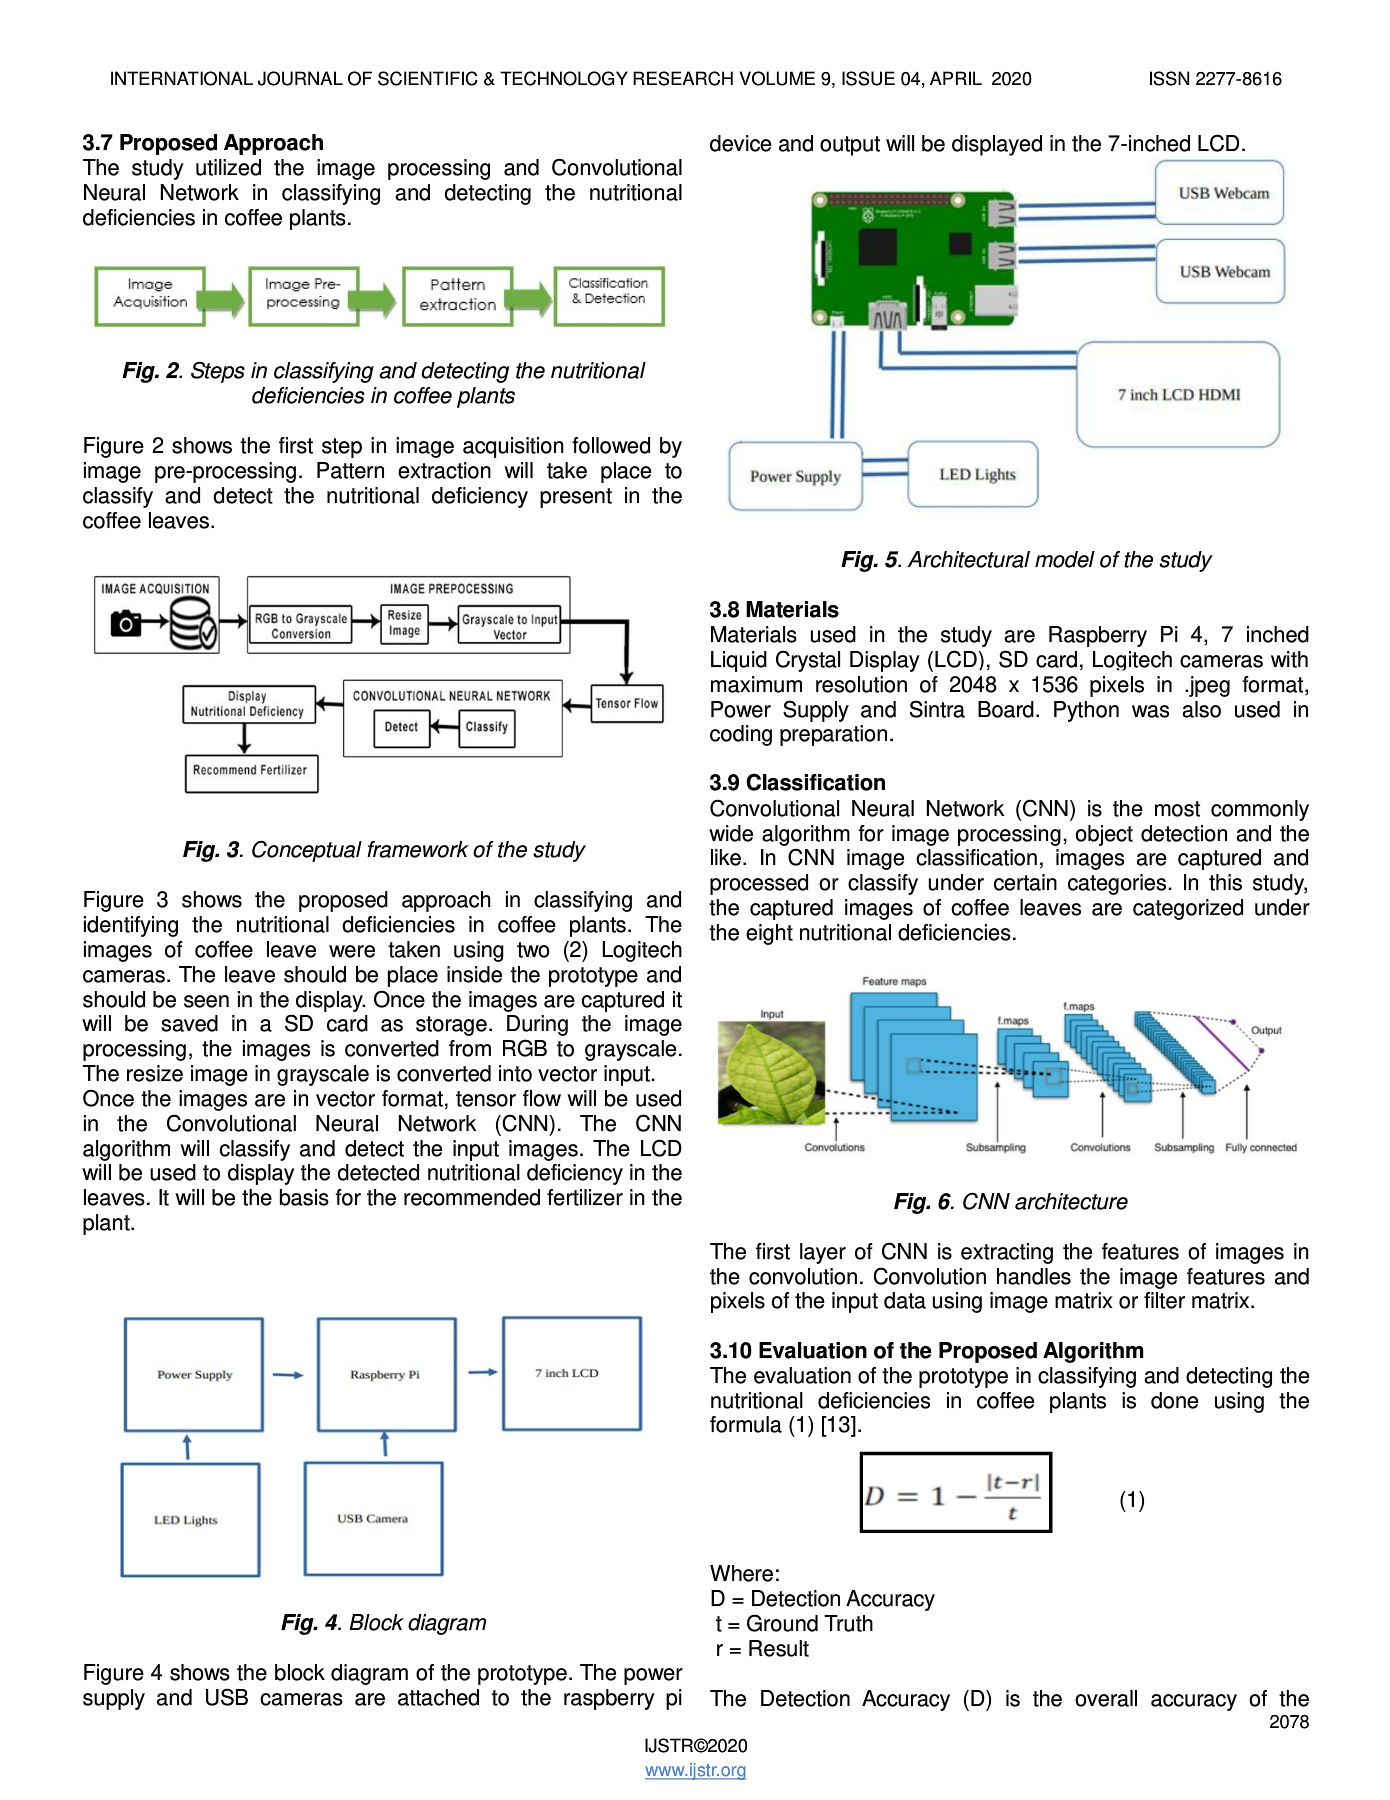 INTERNATIONAL JOURNAL OF SCIENTIFIC & TECHNOLOGY RESEARCH VOLUME 9, ISSUE 04, APRIL 2020 ISSN 2277-8616
3.7 Proposed Approach
The study utilized the image processing and Convolutional
Neural Network in classifying and detecting the nutritional
deficiencies in coffee plants.
Image
Acquisition
Image Pre-
processing
Pattern
extraction
Classification
& Detection
Fig. 2. Steps in classifying and detecting the nutritional
deficiencies in coffee plants
Figure 2 shows the first step in image acquisition followed by
image pre-processing. Pattern extraction will take place to
classify and detect the nutritional deficiency present in the
coffee leaves.
IMAGE ACQUISITION
IMAGE PREPOCESSING
RGB to Grayscale
Conversion
Resize
Image
Grayscale to Input
Vector
Tensor Flow
CONVOLUTIONAL NEURAL NETWORK
Classify
Detect
Display
Nutritional Deficiency
Recommend Fertilizer
Fig. 3. Conceptual framework of the study
Figure 3 shows the proposed approach in classifying and
identifying the nutritional deficiencies in coffee plants. The
images of coffee leave were taken using two (2) Logitech
cameras. The leave should be place inside the prototype and
should be seen in the display. Once the images are captured it
will be saved in a SD card as storage. During the image
processing, the images is converted from RGB to grayscale.
The resize image in grayscale is converted into vector input.
Once the images are in vector format, tensor flow will be used
in the Convolutional Neural Network (CNN). The CNN
algorithm will classify and detect the input images. The LCD
will be used to display the detected nutritional deficiency in the
leaves. It will be the basis for the recommended fertilizer in the
plant.
Power Supply
Raspberry Pi
7 inch LCD
LED Lights
USB Camera
Fig. 4. Block diagram
Figure 4 shows the block diagram of the prototype. The power
supply and USB cameras are attached to the raspberry pi
device and output will be displayed in the 7-inched LCD.
USB Webcam
USB Webcam
7 inch LCD HDMI
Power Supply
LED Lights
Fig. 5. Architectural model of the study
3.8 Materials
Materials used in the study are Raspberry Pi 4, 7 inched
Liquid Crystal Display (LCD), SD card, Logitech cameras with
maximum resolution of 2048 x 1536 pixels in .jpeg format,
Power Supply and Sintra Board. Python was also used in
coding preparation.
3.9 Classification
Convolutional Neural Network (CNN) is the most commonly
wide algorithm for image processing, object detection and the
like. In CNN image classification, images are captured and
processed or classify under certain categories. In this study,
the captured images of coffee leaves are categorized under
the eight nutritional deficiencies.
Feature maps
Input
f.maps
f.maps
Output
Convolutions
Subsampling
Convolutions
Subsampling
Fully connected
Fig. 6. CNN architecture
The first layer of CNN is extracting the features of images in
the convolution. Convolution handles the image features and
pixels of the input data using image matrix or filter matrix.
3.10 Evaluation of the Proposed Algorithm
The evaluation of the prototype in classifying and detecting the
nutritional deficiencies in coffee plants is done using the
formula (1) [13].
D = 1 − |t−r| / t (1)
Where:
D = Detection Accuracy
t = Ground Truth
r = Result
The Detection Accuracy (D) is the overall accuracy of the
2078
IJSTR©2020
www.ijstr.org